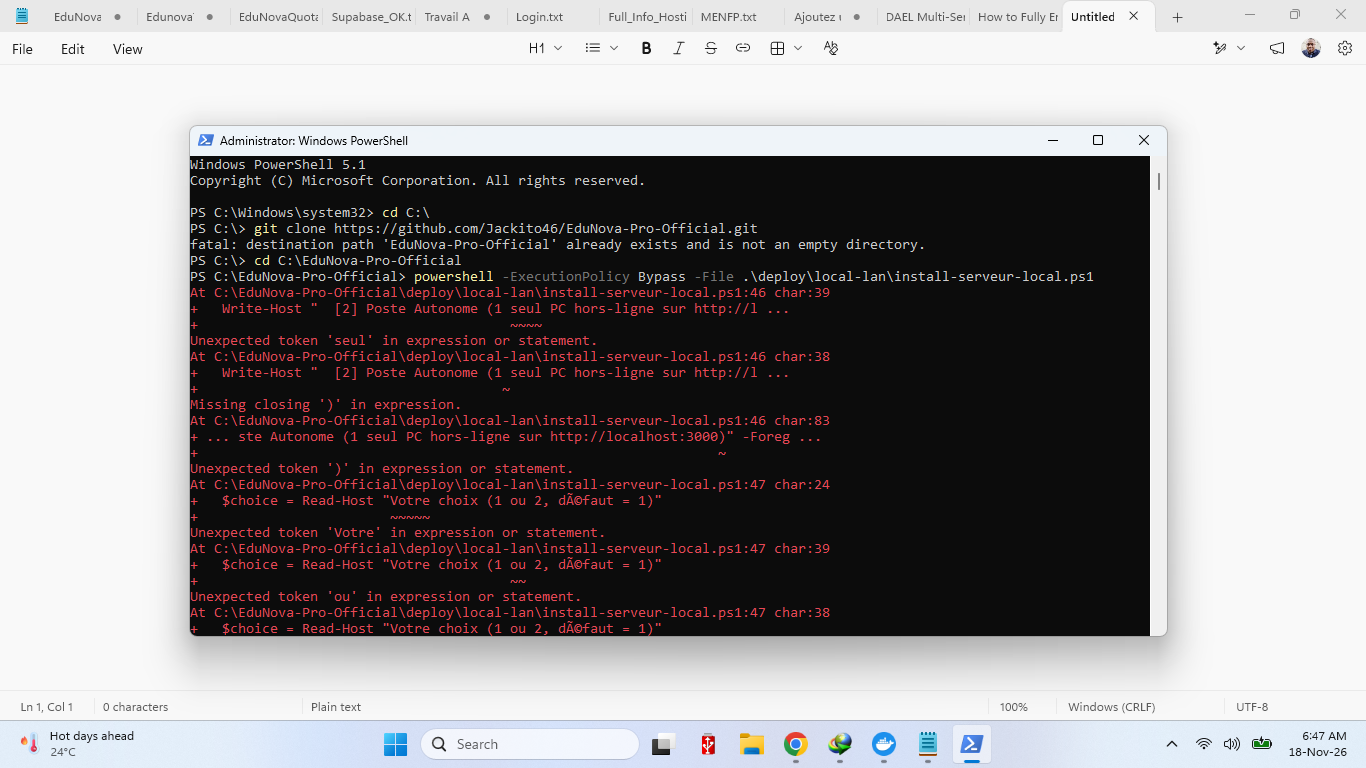 EduNova
Edunova
EduNovaQuota
Supabase_OK.t
Travail A
Login.txt
Full_Info_Hosti
MENFP.txt
Ajoutez u
DAEL Multi-Ser
How to Fully Er
Untitled
File
Edit
View
H1
Administrator: Windows PowerShell
Windows PowerShell 5.1
Copyright (C) Microsoft Corporation. All rights reserved.
PS C:\Windows\system32> cd C:\
PS C:\> git clone https://github.com/Jackito46/EduNova-Pro-Official.git
fatal: destination path 'EduNova-Pro-Official' already exists and is not an empty directory.
PS C:\> cd C:\EduNova-Pro-Official
PS C:\EduNova-Pro-Official> powershell -ExecutionPolicy Bypass -File .\deploy\local-lan\install-serveur-local.ps1
At C:\EduNova-Pro-Official\deploy\local-lan\install-serveur-local.ps1:46 char:39
+   Write-Host "  [2] Poste Autonome (1 seul PC hors-ligne sur http://l ...
+                                       ~~~~
Unexpected token 'seul' in expression or statement.
At C:\EduNova-Pro-Official\deploy\local-lan\install-serveur-local.ps1:46 char:38
+   Write-Host "  [2] Poste Autonome (1 seul PC hors-ligne sur http://l ...
+                                      ~
Missing closing ')' in expression.
At C:\EduNova-Pro-Official\deploy\local-lan\install-serveur-local.ps1:46 char:83
+ ... ste Autonome (1 seul PC hors-ligne sur http://localhost:3000)" -Foreg ...
+                                                                 ~
Unexpected token ')' in expression or statement.
At C:\EduNova-Pro-Official\deploy\local-lan\install-serveur-local.ps1:47 char:24
+   $choice = Read-Host "Votre choix (1 ou 2, dÃ©faut = 1)"
+                        ~~~~~
Unexpected token 'Votre' in expression or statement.
At C:\EduNova-Pro-Official\deploy\local-lan\install-serveur-local.ps1:47 char:39
+   $choice = Read-Host "Votre choix (1 ou 2, dÃ©faut = 1)"
+                                       ~~
Unexpected token 'ou' in expression or statement.
At C:\EduNova-Pro-Official\deploy\local-lan\install-serveur-local.ps1:47 char:38
+   $choice = Read-Host "Votre choix (1 ou 2, dÃ©faut = 1)"
Ln 1, Col 1
0 characters
Plain text
100%
Windows (CRLF)
UTF-8
Hot days ahead
24°C
Search
6:47 AM
18-Nov-26